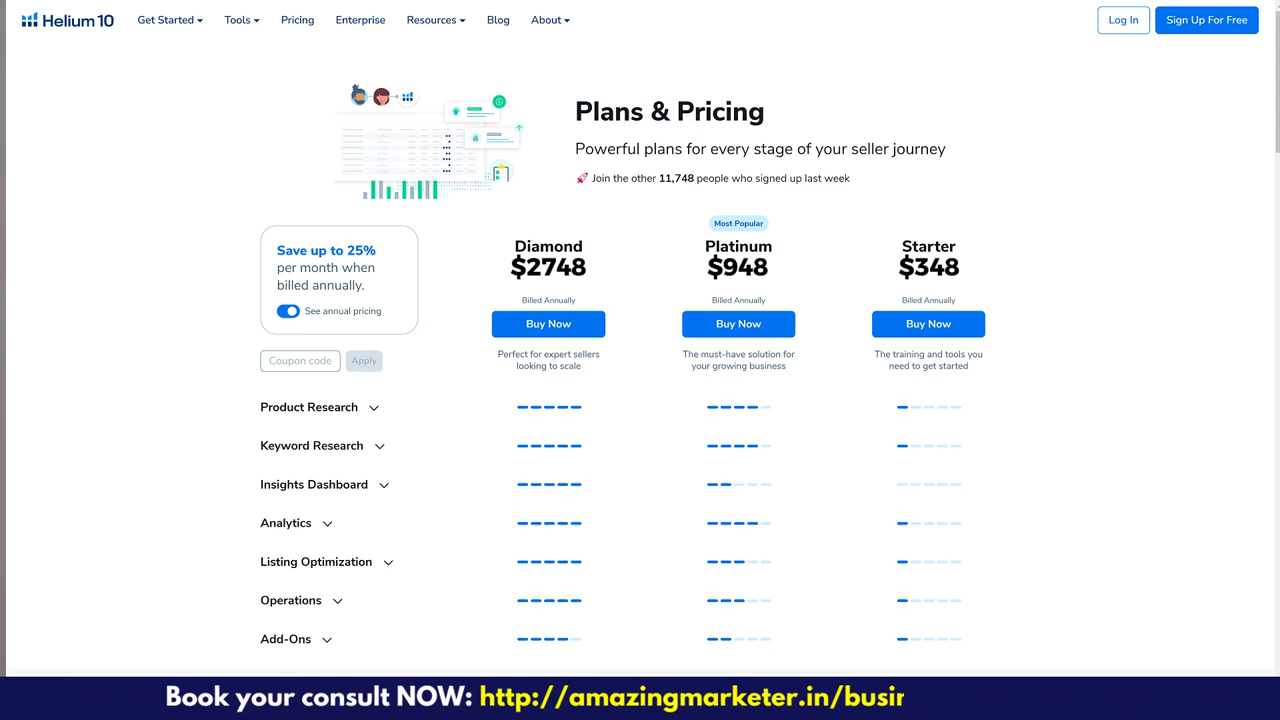 Helium 10
Get Started
Tools
Pricing
Enterprise
Resources
Blog
About
Log In
Sign Up For Free
Plans & Pricing
Powerful plans for every stage of your seller journey
Join the other 11,748 people who signed up last week
Save up to 25%
per month when
billed annually.
See annual pricing
Coupon code
Apply
Diamond
$2748
Billed Annually
Buy Now
Perfect for expert sellers
looking to scale
Most Popular
Platinum
$948
Billed Annually
Buy Now
The must-have solution for
your growing business
Starter
$348
Billed Annually
Buy Now
The training and tools you
need to get started
Product Research
Keyword Research
Insights Dashboard
Analytics
Listing Optimization
Operations
Add-Ons
Book your consult NOW: http://amazingmarketer.in/busin